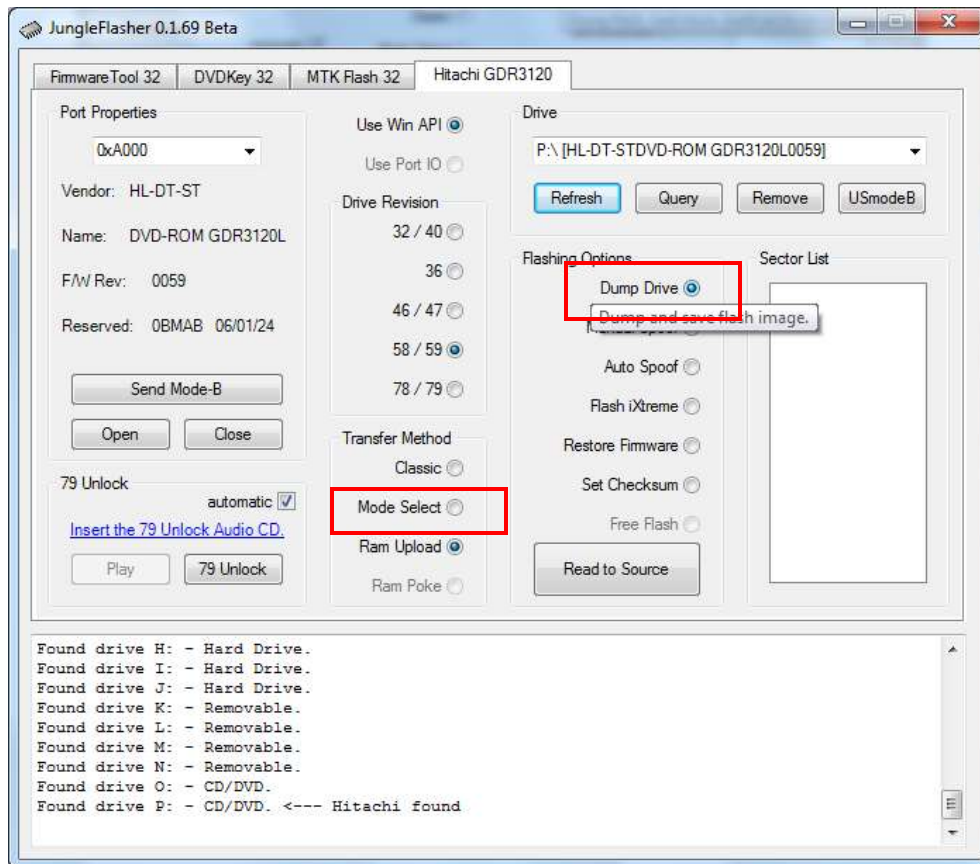 JungleFlasher 0.1.69 Beta
FirmwareTool 32 DVDKey 32 MTK Flash 32 Hitachi GDR3120
Port Properties
0xA000
Vendor: HL-DT-ST
Name: DVD-ROM GDR3120L
F/W Rev: 0059
Reserved: 0BMAB 06/01/24
Send Mode-B
Open Close
79 Unlock
automatic
Insert the 79 Unlock Audio CD.
Play 79 Unlock
Use Win API
Use Port IO
Drive Revision
32 / 40
36
46 / 47
58 / 59
78 / 79
Transfer Method
Classic
Mode Select
Ram Upload
Ram Poke
Drive
P:\ [HL-DT-STDVD-ROM GDR3120L0059]
Refresh Query Remove USmodeB
Flashing Options
Dump Drive
Dump and save flash image.
Auto Spoof
Flash iXtreme
Restore Firmware
Set Checksum
Free Flash
Read to Source
Sector List
Found drive H: - Hard Drive.
Found drive I: - Hard Drive.
Found drive J: - Hard Drive.
Found drive K: - Removable.
Found drive L: - Removable.
Found drive M: - Removable.
Found drive N: - Removable.
Found drive O: - CD/DVD.
Found drive P: - CD/DVD. <--- Hitachi found